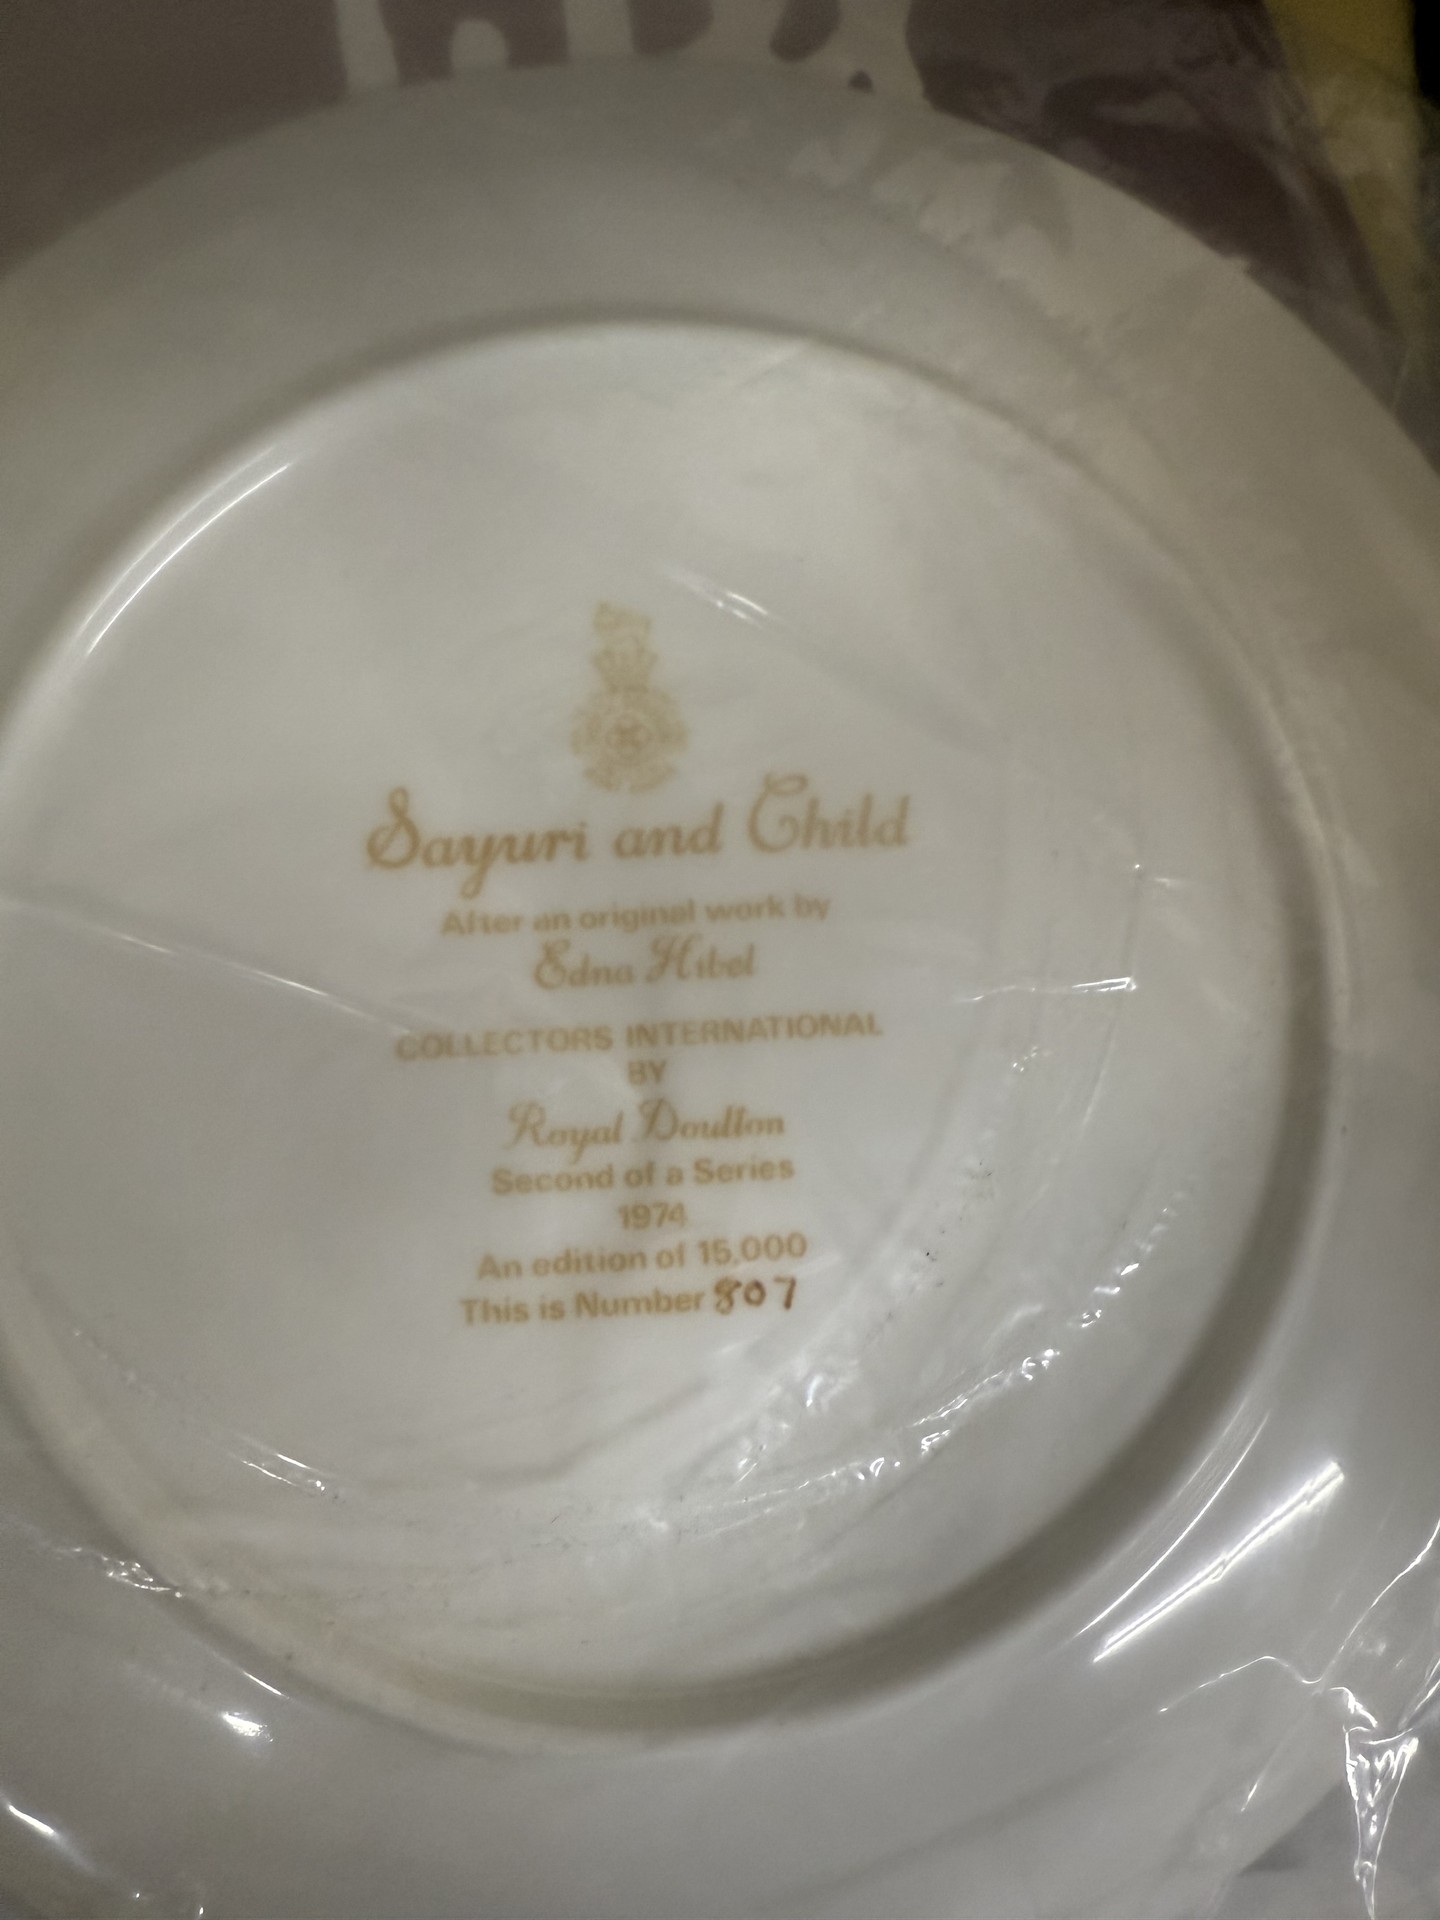 Sayuri and Child
After an original work by
Edna Hibel
COLLECTORS INTERNATIONAL
BY
Royal Doulton
Second of a Series
1974
An edition of 15,000
This is Number 807